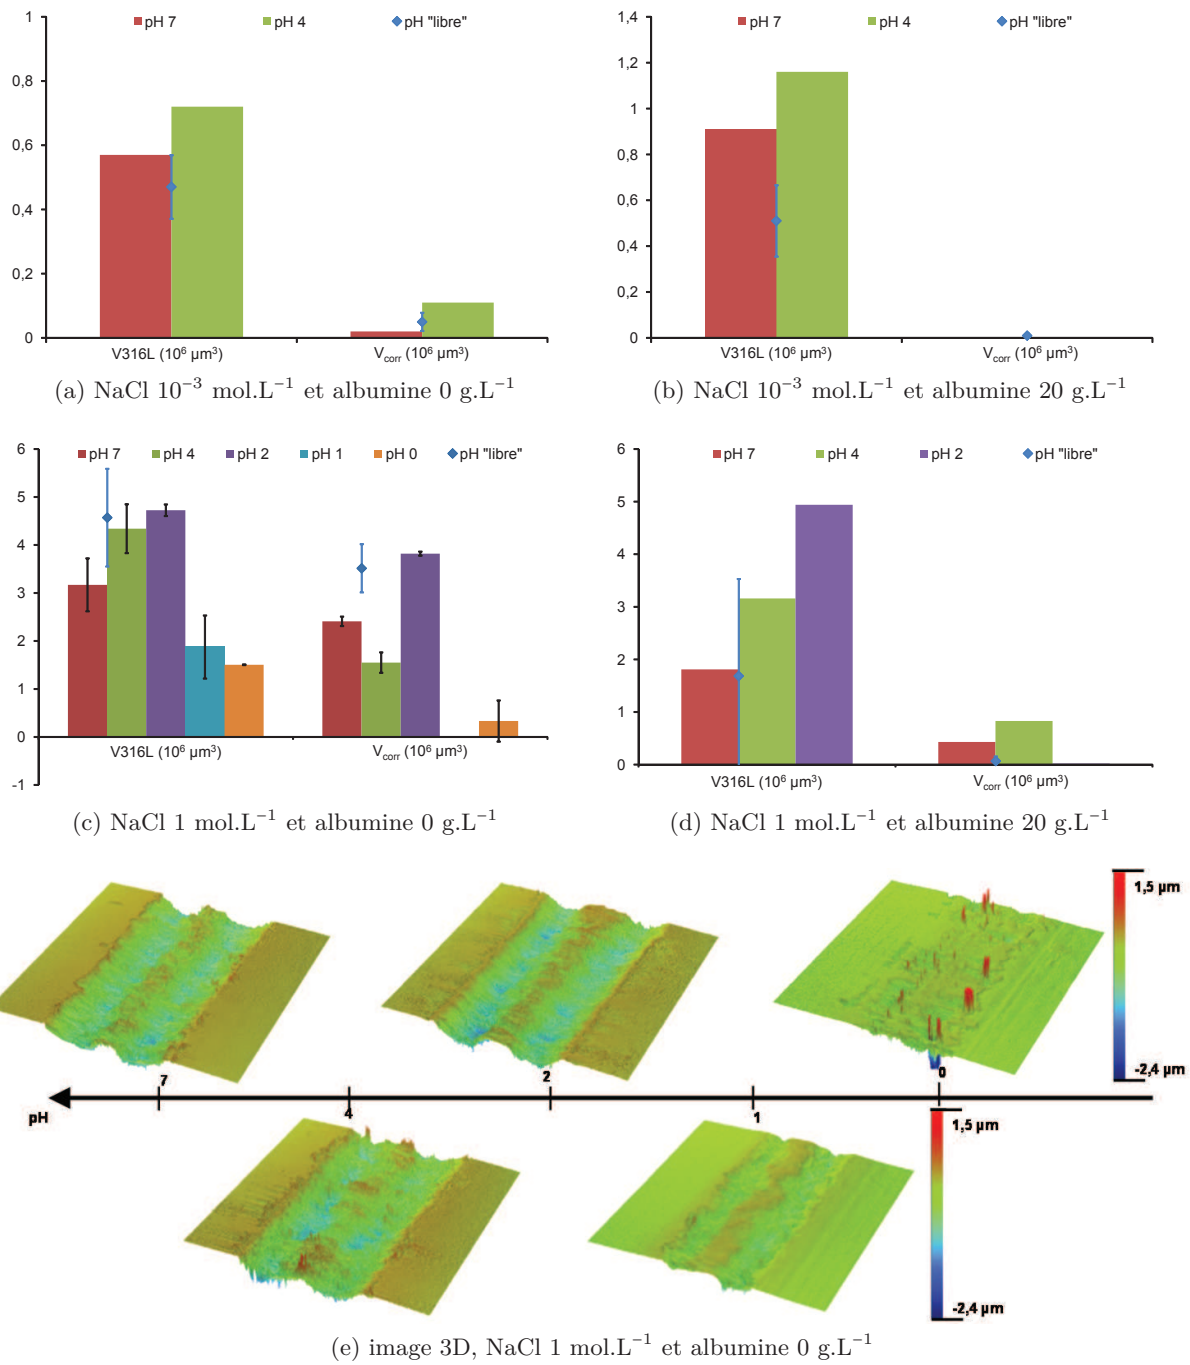 pH 7 pH 4 pH "libre"
1
0,8
0,6
0,4
0,2
0
V316L (10⁶ µm³) V_corr (10⁶ µm³)
(a) NaCl 10⁻³ mol.L⁻¹ et albumine 0 g.L⁻¹
pH 7 pH 4 pH "libre"
1,4
1,2
1
0,8
0,6
0,4
0,2
0
V316L (10⁶ µm³) V_corr (10⁶ µm³)
(b) NaCl 10⁻³ mol.L⁻¹ et albumine 20 g.L⁻¹
pH 7 pH 4 pH 2 pH 1 pH 0 pH "libre"
6
5
4
3
2
1
0
-1
V316L (10⁶ µm³) V_corr (10⁶ µm³)
(c) NaCl 1 mol.L⁻¹ et albumine 0 g.L⁻¹
pH 7 pH 4 pH 2 pH "libre"
6
5
4
3
2
1
0
V316L (10⁶ µm³) V_corr (10⁶ µm³)
(d) NaCl 1 mol.L⁻¹ et albumine 20 g.L⁻¹
1,5 µm
-2,4 µm
7 2 0
pH 4 1
1,5 µm
-2,4 µm
(e) image 3D, NaCl 1 mol.L⁻¹ et albumine 0 g.L⁻¹